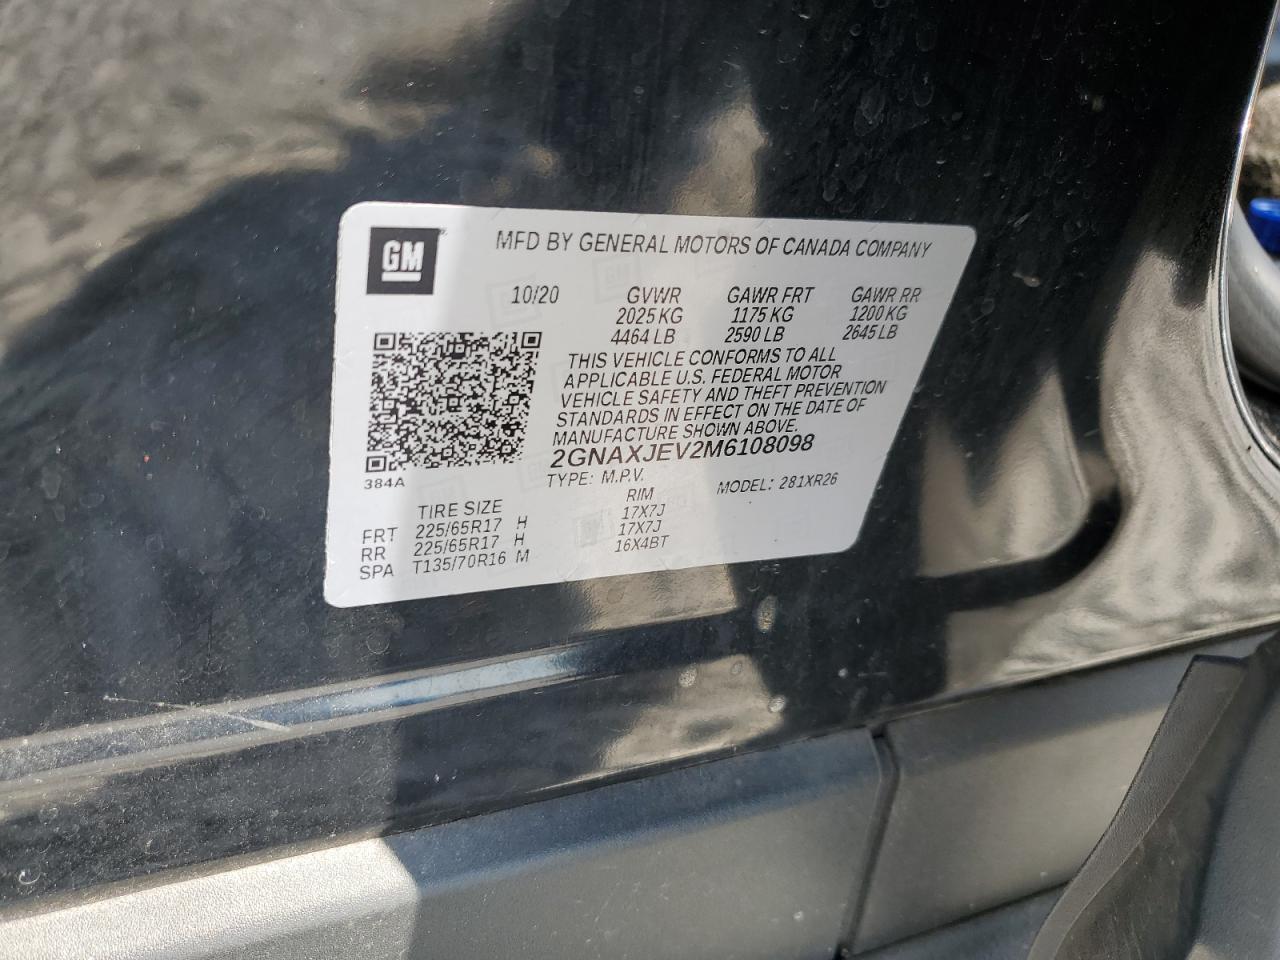 GM
MFD BY GENERAL MOTORS OF CANADA COMPANY
10/20 GVWR GAWR FRT GAWR RR
2025 KG 1175 KG 1200 KG
4464 LB 2590 LB 2645 LB
THIS VEHICLE CONFORMS TO ALL
APPLICABLE U.S. FEDERAL MOTOR
VEHICLE SAFETY AND THEFT PREVENTION
STANDARDS IN EFFECT ON THE DATE OF
MANUFACTURE SHOWN ABOVE.
2GNAXJEV2M6108098
384A TYPE: M.P.V. MODEL: 281XR26
TIRE SIZE RIM
FRT 225/65R17 H 17X7J
RR 225/65R17 H 17X7J
SPA T135/70R16 M 16X4BT